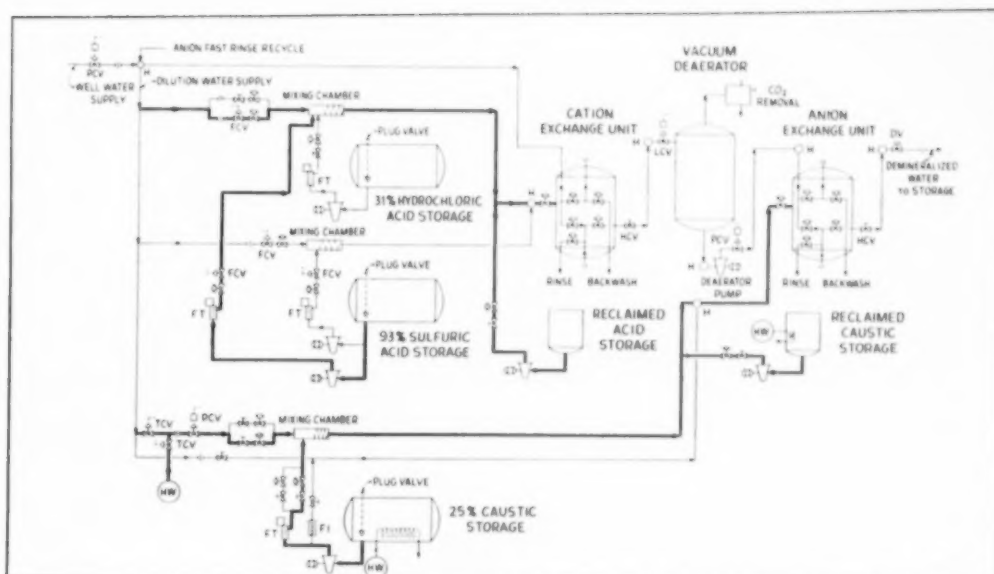 ANION FAST RINSE RECYCLE
PCV
H
WELL WATER
SUPPLY
DILUTION WATER SUPPLY
MIXING CHAMBER
FCV
PLUG VALVE
FT
31% HYDROCHLORIC
ACID STORAGE
VACUUM
DEAERATOR
CO2
REMOVAL
CATION
EXCHANGE UNIT
H
LCV
H
HCV
RINSE
BACKWASH
ANION
EXCHANGE UNIT
H
H
DV
DEMINERALIZED
WATER
TO STORAGE
HCV
RINSE
BACKWASH
PCV
H
DEAERATOR
PUMP
H
MIXING CHAMBER
FCV
PLUG VALVE
FCV
FCV
FT
FT
93% SULFURIC
ACID STORAGE
RECLAIMED
ACID
STORAGE
RECLAIMED
CAUSTIC
STORAGE
HW
TCV
PCV
TCV
HW
MIXING CHAMBER
PLUG VALVE
FT
FI
25% CAUSTIC
STORAGE
HW